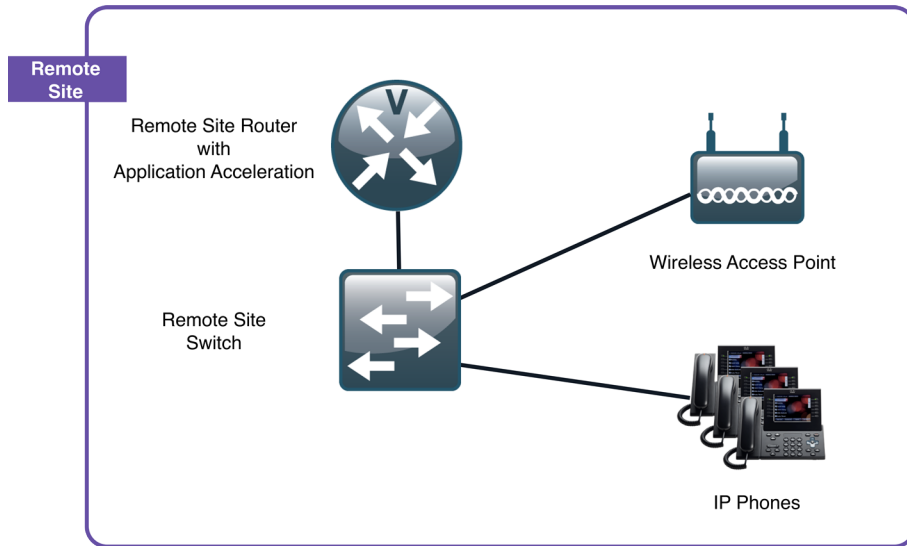 Remote
Site
Remote Site Router
with
Application Acceleration
V
Wireless Access Point
Remote Site
Switch
IP Phones